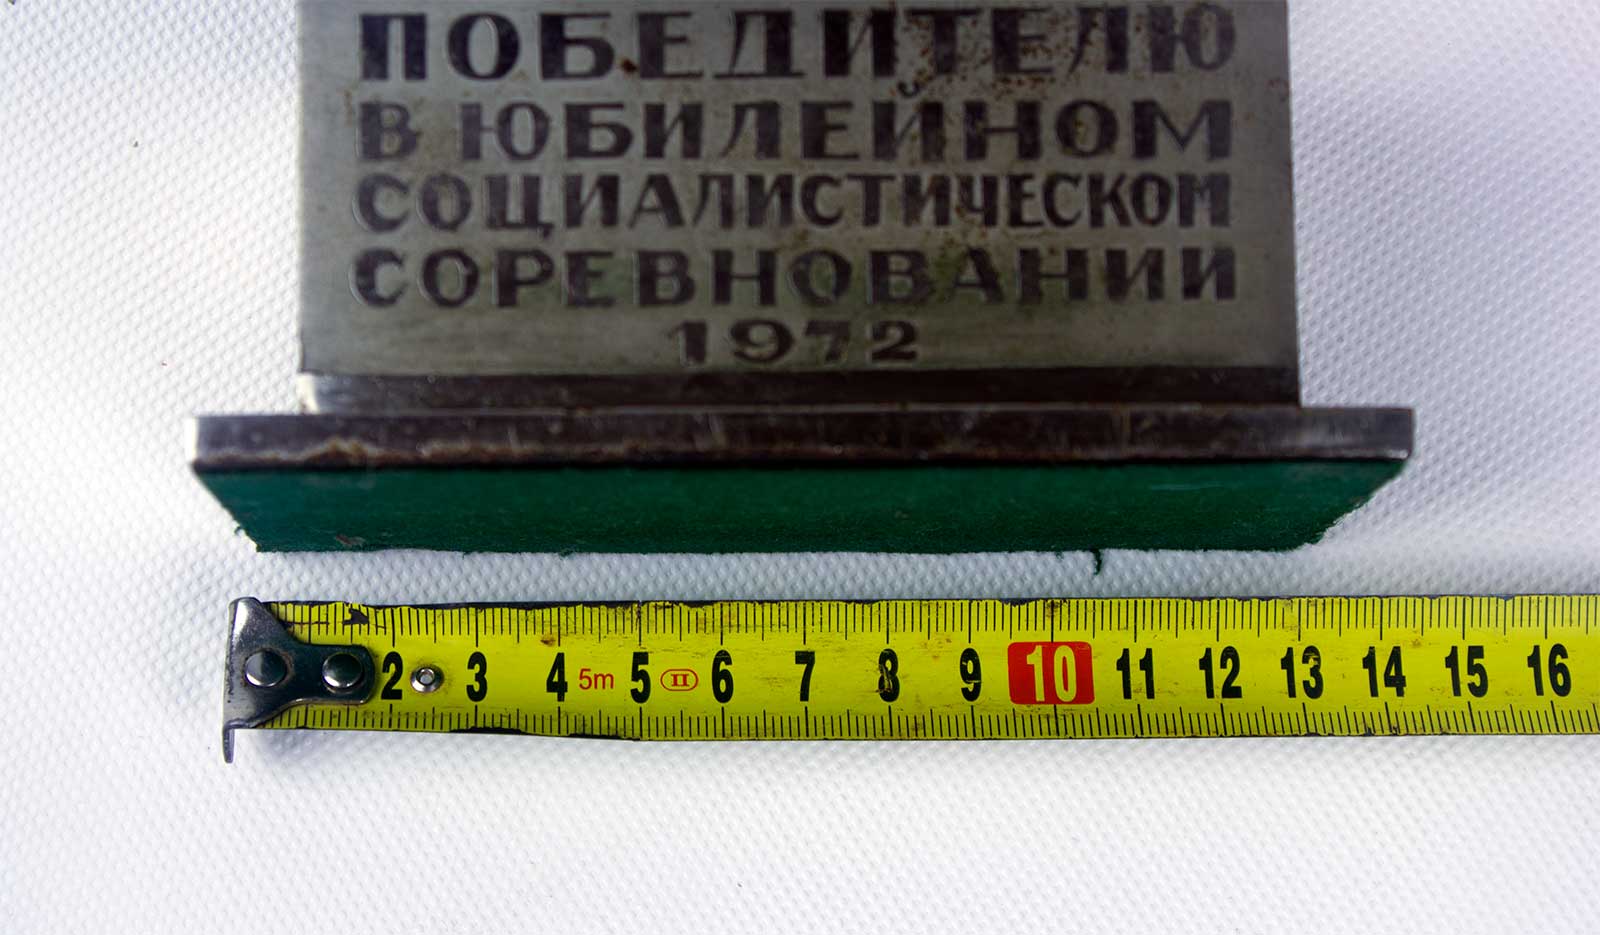 ПОБЕДИТЕЛЮ
В ЮБИЛЕЙНОМ
СОЦИАЛИСТИЧЕСКОМ
СОРЕВНОВАНИИ
1972
2 3 4 5m 5 II 6 7 8 9 10 11 12 13 14 15 16